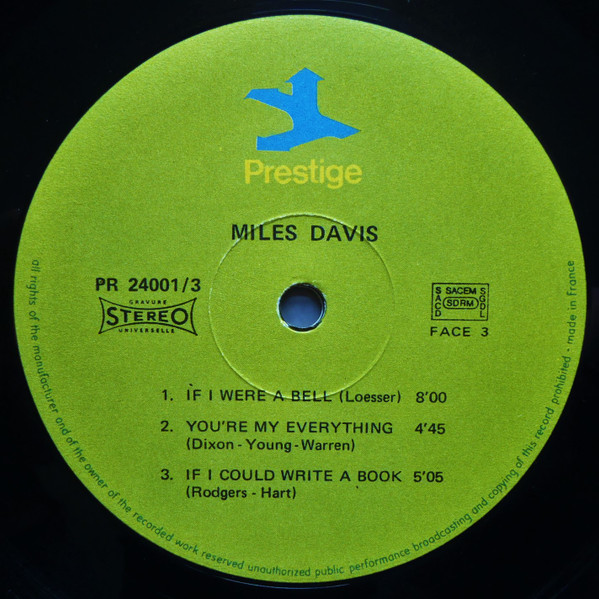 Prestige
MILES DAVIS
PR 24001/3
GRAVURE
STEREO
UNIVERSELLE
SACD
SACEM
SDRM
SGDL
FACE 3
1. IF I WERE A BELL (Loesser) 8'00
2. YOU'RE MY EVERYTHING 4'45
(Dixon - Young - Warren)
3. IF I COULD WRITE A BOOK 5'05
(Rodgers - Hart)
all rights of the manufacturer and of the owner of the recorded work reserved unauthorized public performance broadcasting and copying of this record prohibited - made in france